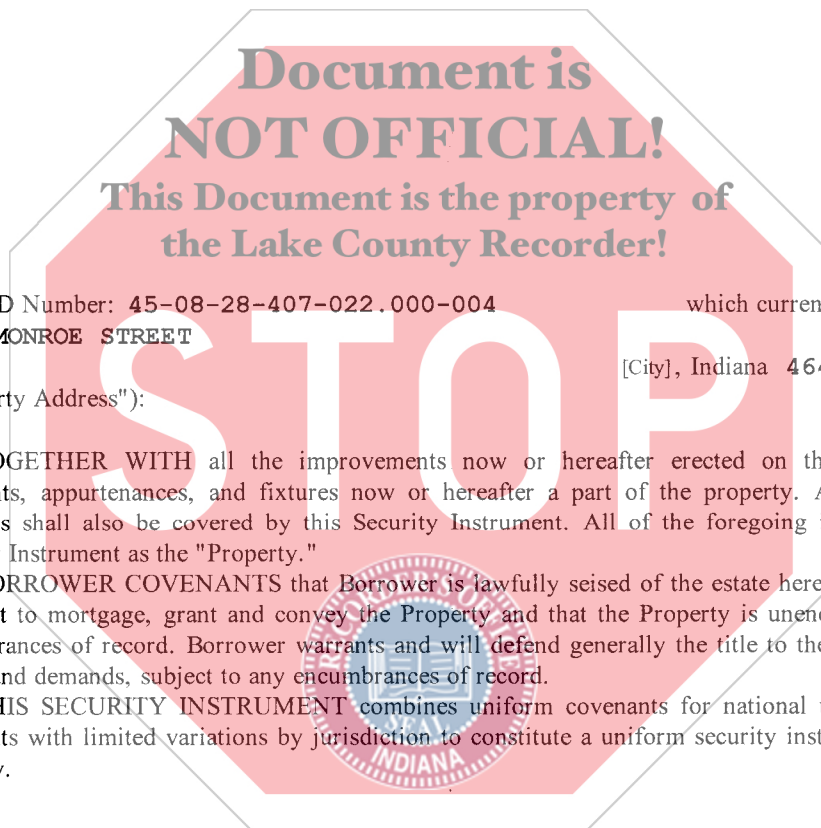 Document is
NOT OFFICIAL!
This Document is the property of
the Lake County Recorder!
D Number: 45-08-28-407-022.000-004 which curren
MONROE STREET
[City], Indiana 464
rty Address"):
STOP
OGETHER WITH all the improvements now or hereafter erected on th
ts, appurtenances, and fixtures now or hereafter a part of the property. A
s shall also be covered by this Security Instrument. All of the foregoing
Instrument as the "Property."
ORROWER COVENANTS that Borrower is lawfully seised of the estate here
t to mortgage, grant and convey the Property and that the Property is unen
rances of record. Borrower warrants and will defend generally the title to the
nd demands, subject to any encumbrances of record.
HIS SECURITY INSTRUMENT combines uniform covenants for national
ts with limited variations by jurisdiction to constitute a uniform security inst
y.
RECORDER'S OFFICE
SEAL
INDIANA